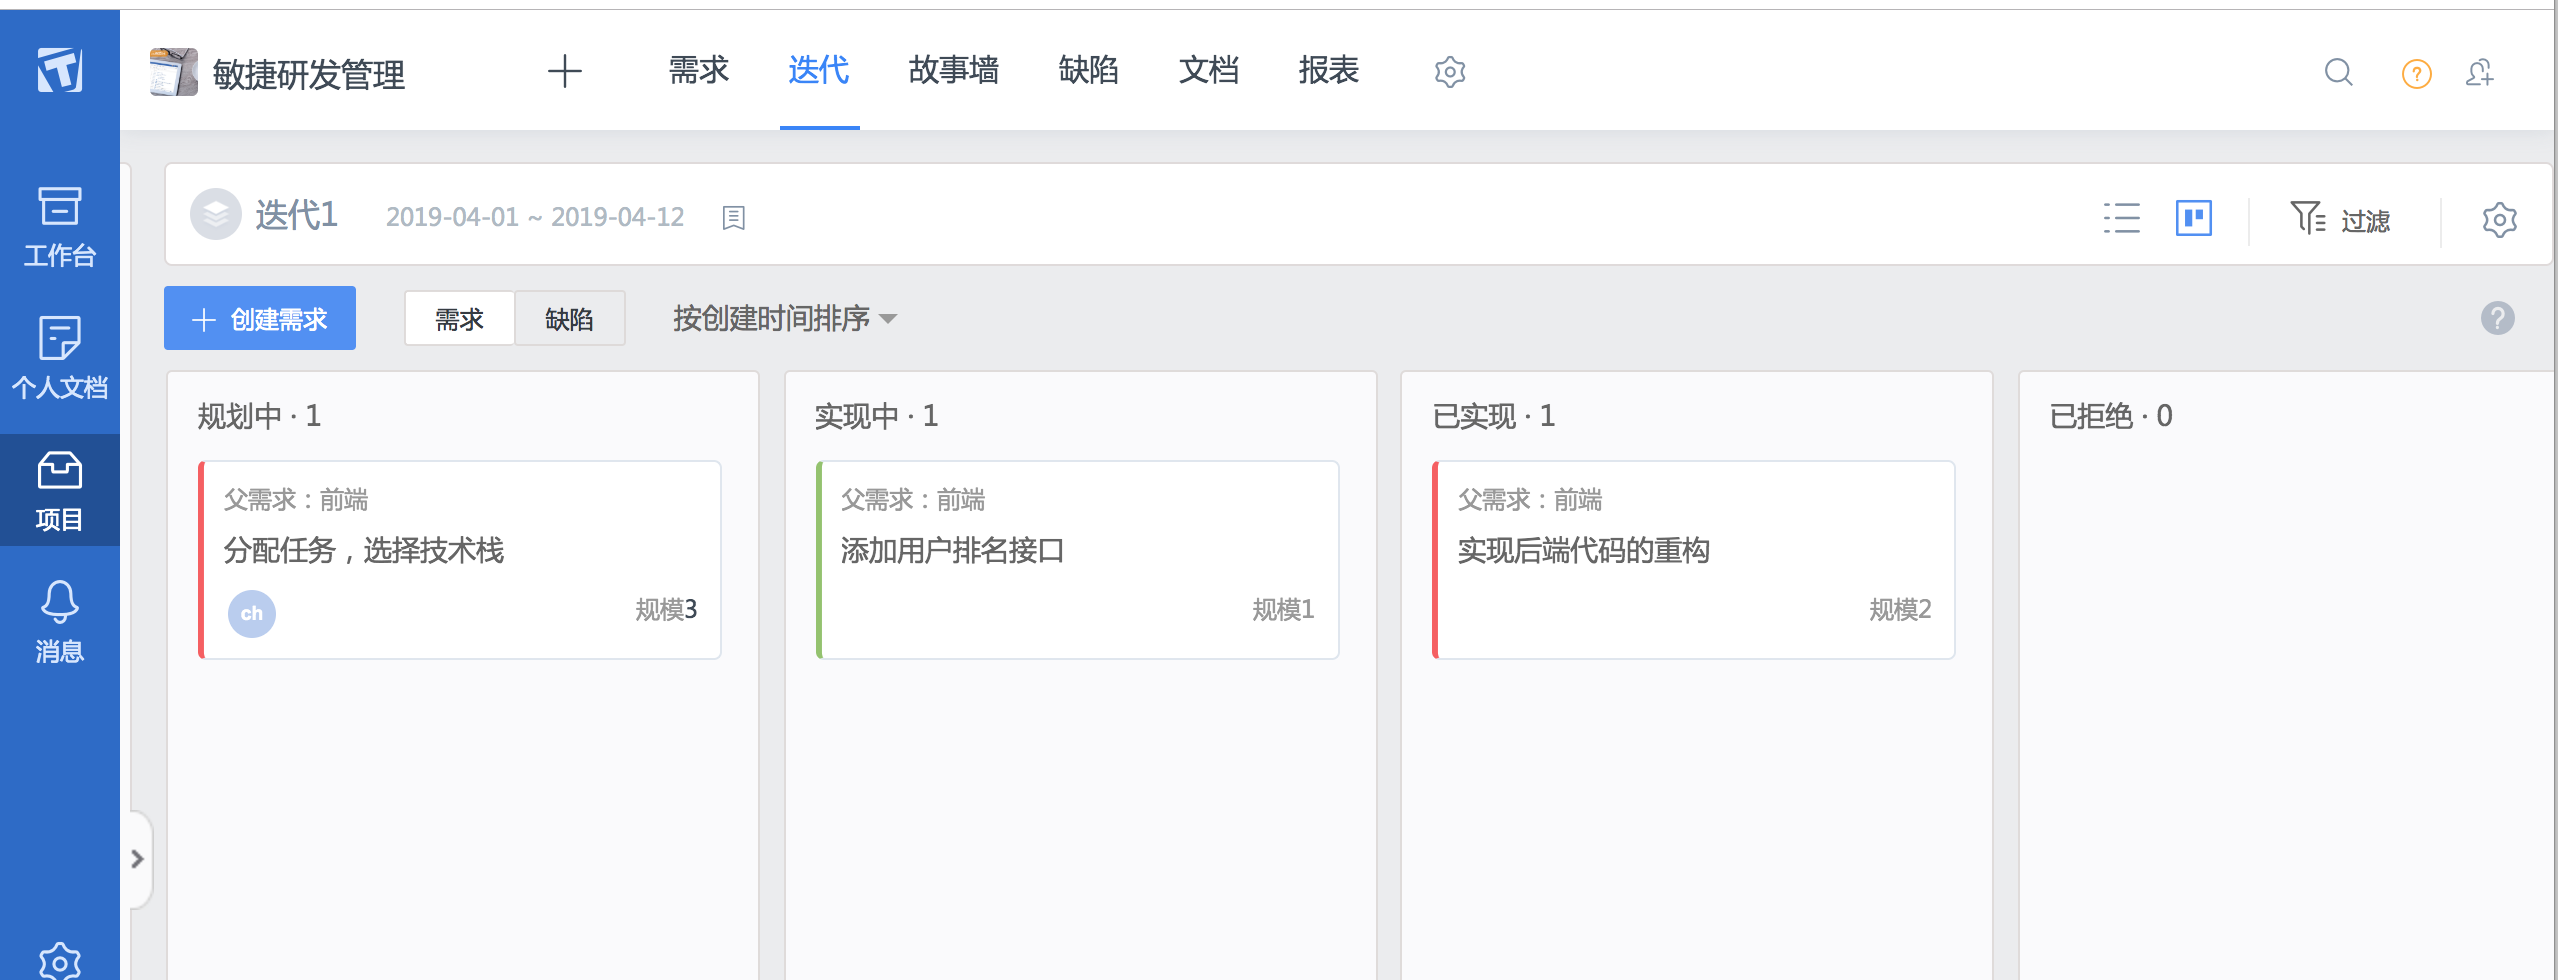 敏捷研发管理
需求 迭代 故事墙 缺陷 文档 报表
工作台
个人文档
项目
消息
迭代1 2019-04-01 ~ 2019-04-12
过滤
创建需求 需求 缺陷 按创建时间排序
规划中 · 1
父需求：前端
分配任务，选择技术栈
ch 规模3
实现中 · 1
父需求：前端
添加用户排名接口
规模1
已实现 · 1
父需求：前端
实现后端代码的重构
规模2
已拒绝 · 0